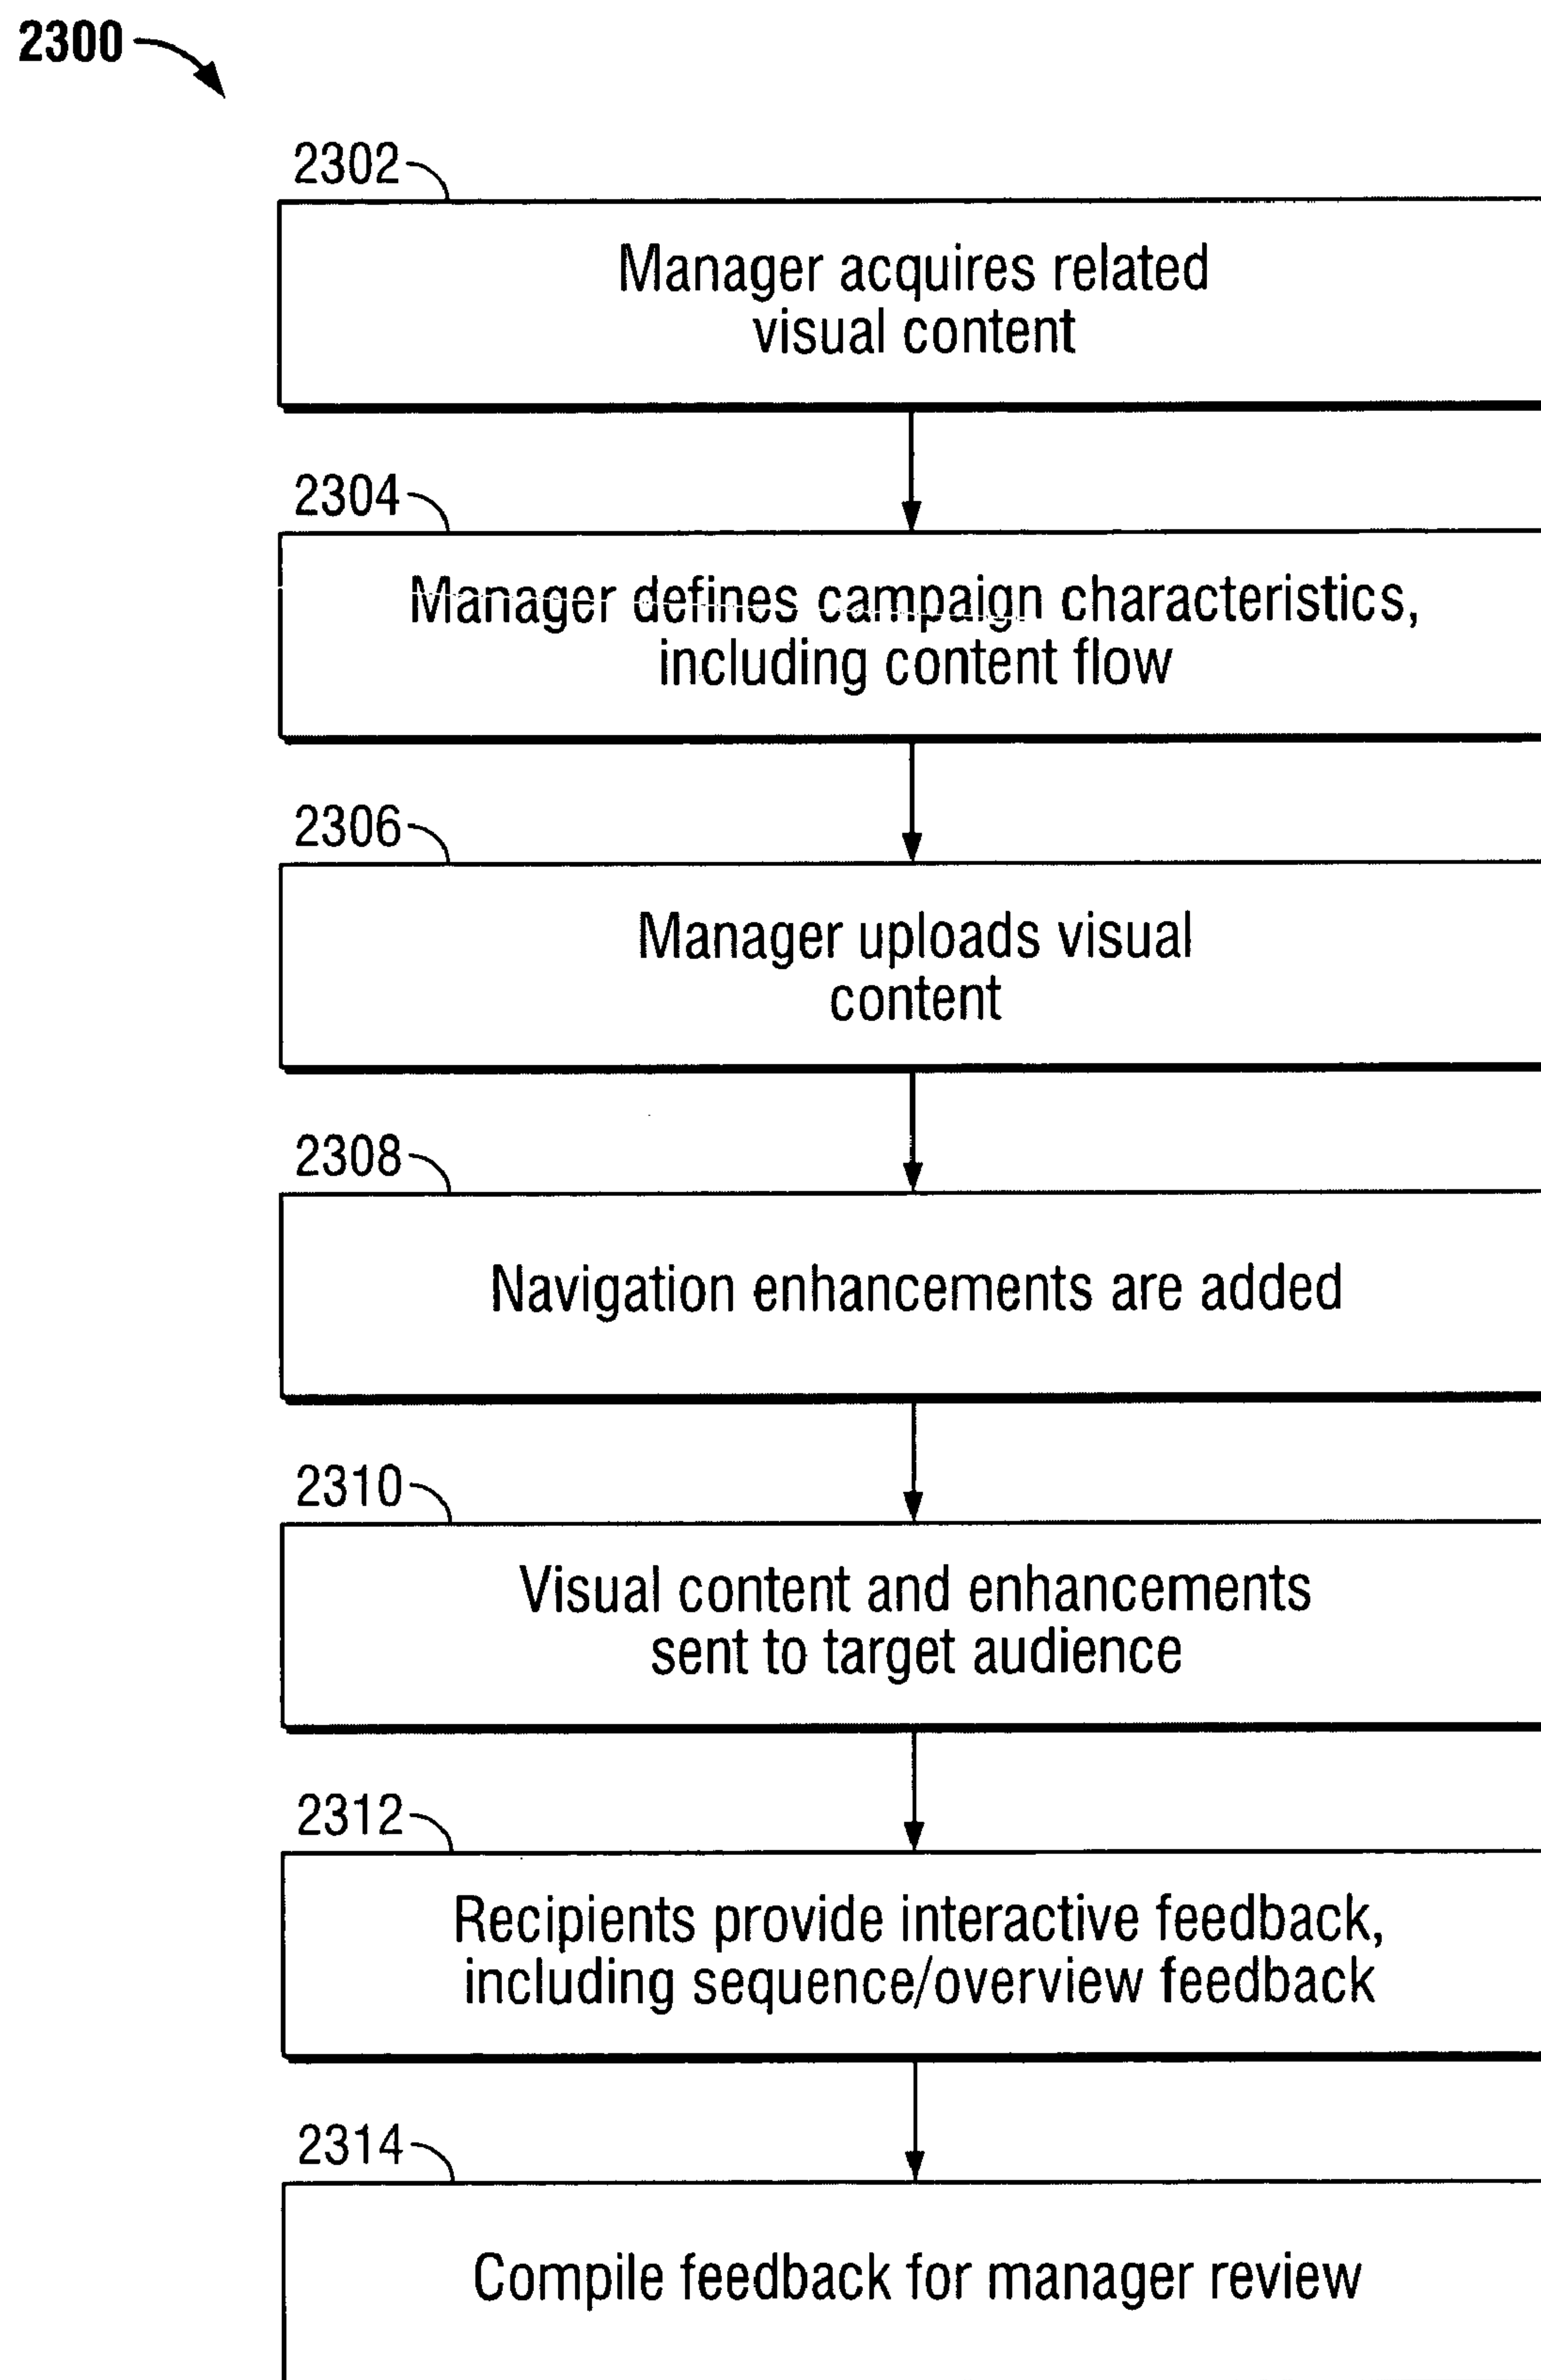 2300
2302
Manager acquires related
visual content
2304
Manager defines campaign characteristics,
including content flow
2306
Manager uploads visual
content
2308
Navigation enhancements are added
2310
Visual content and enhancements
sent to target audience
2312
Recipients provide interactive feedback,
including sequence/overview feedback
2314
Compile feedback for manager review